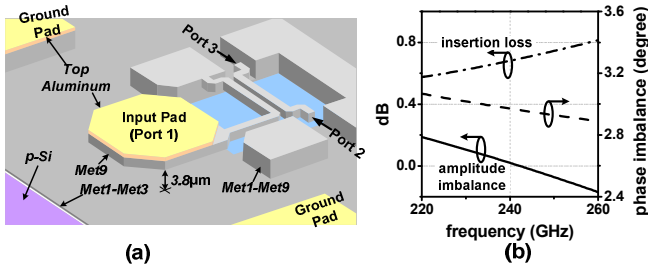 Ground
Pad
Top
Aluminum
Port 3
Input Pad
(Port 1)
Port 2
p-Si
Met9
Met1-Met3
3.8µm
Met1-Met9
Ground
Pad
(a)
0.8
0.4
0.0
dB
insertion loss
amplitude
imbalance
3.6
3.2
2.8
2.4
phase imbalance (degree)
220
240
260
frequency (GHz)
(b)